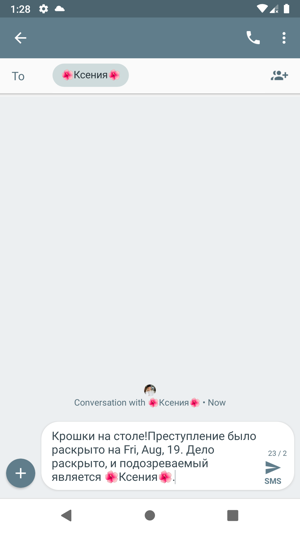 1:28
To
🌺Ксения🌺
Conversation with 🌺Ксения🌺 • Now
Крошки на столе!Преступление было
раскрыто на Fri, Aug, 19. Дело
раскрыто, и подозреваемый
является 🌺Ксения🌺.
23 / 2
SMS